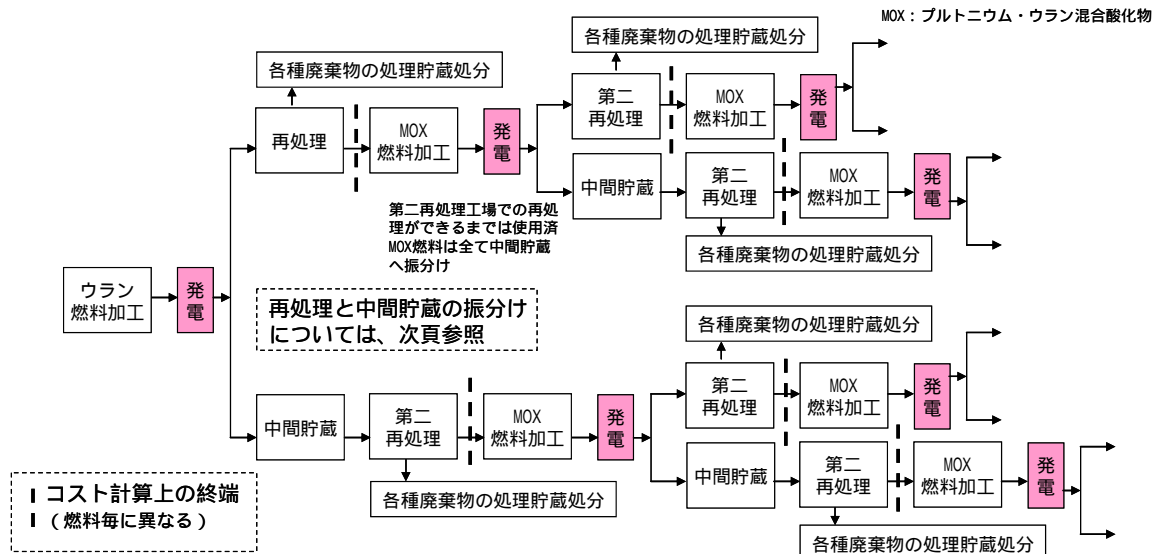 MOX：プルトニウム・ウラン混合酸化物
各種廃棄物の処理貯蔵処分
各種廃棄物の処理貯蔵処分
再処理
MOX
燃料加工
発
電
第二
再処理
MOX
燃料加工
発
電
中間貯蔵
第二
再処理
MOX
燃料加工
発
電
各種廃棄物の処理貯蔵処分
第二再処理工場での再処
理ができるまでは使用済
MOX燃料は全て中間貯蔵
へ振分け
ウラン
燃料加工
発
電
再処理と中間貯蔵の振分け
については、次頁参照
各種廃棄物の処理貯蔵処分
中間貯蔵
第二
再処理
MOX
燃料加工
発
電
第二
再処理
MOX
燃料加工
発
電
中間貯蔵
第二
再処理
MOX
燃料加工
発
電
各種廃棄物の処理貯蔵処分
各種廃棄物の処理貯蔵処分
コスト計算上の終端
（燃料毎に異なる）